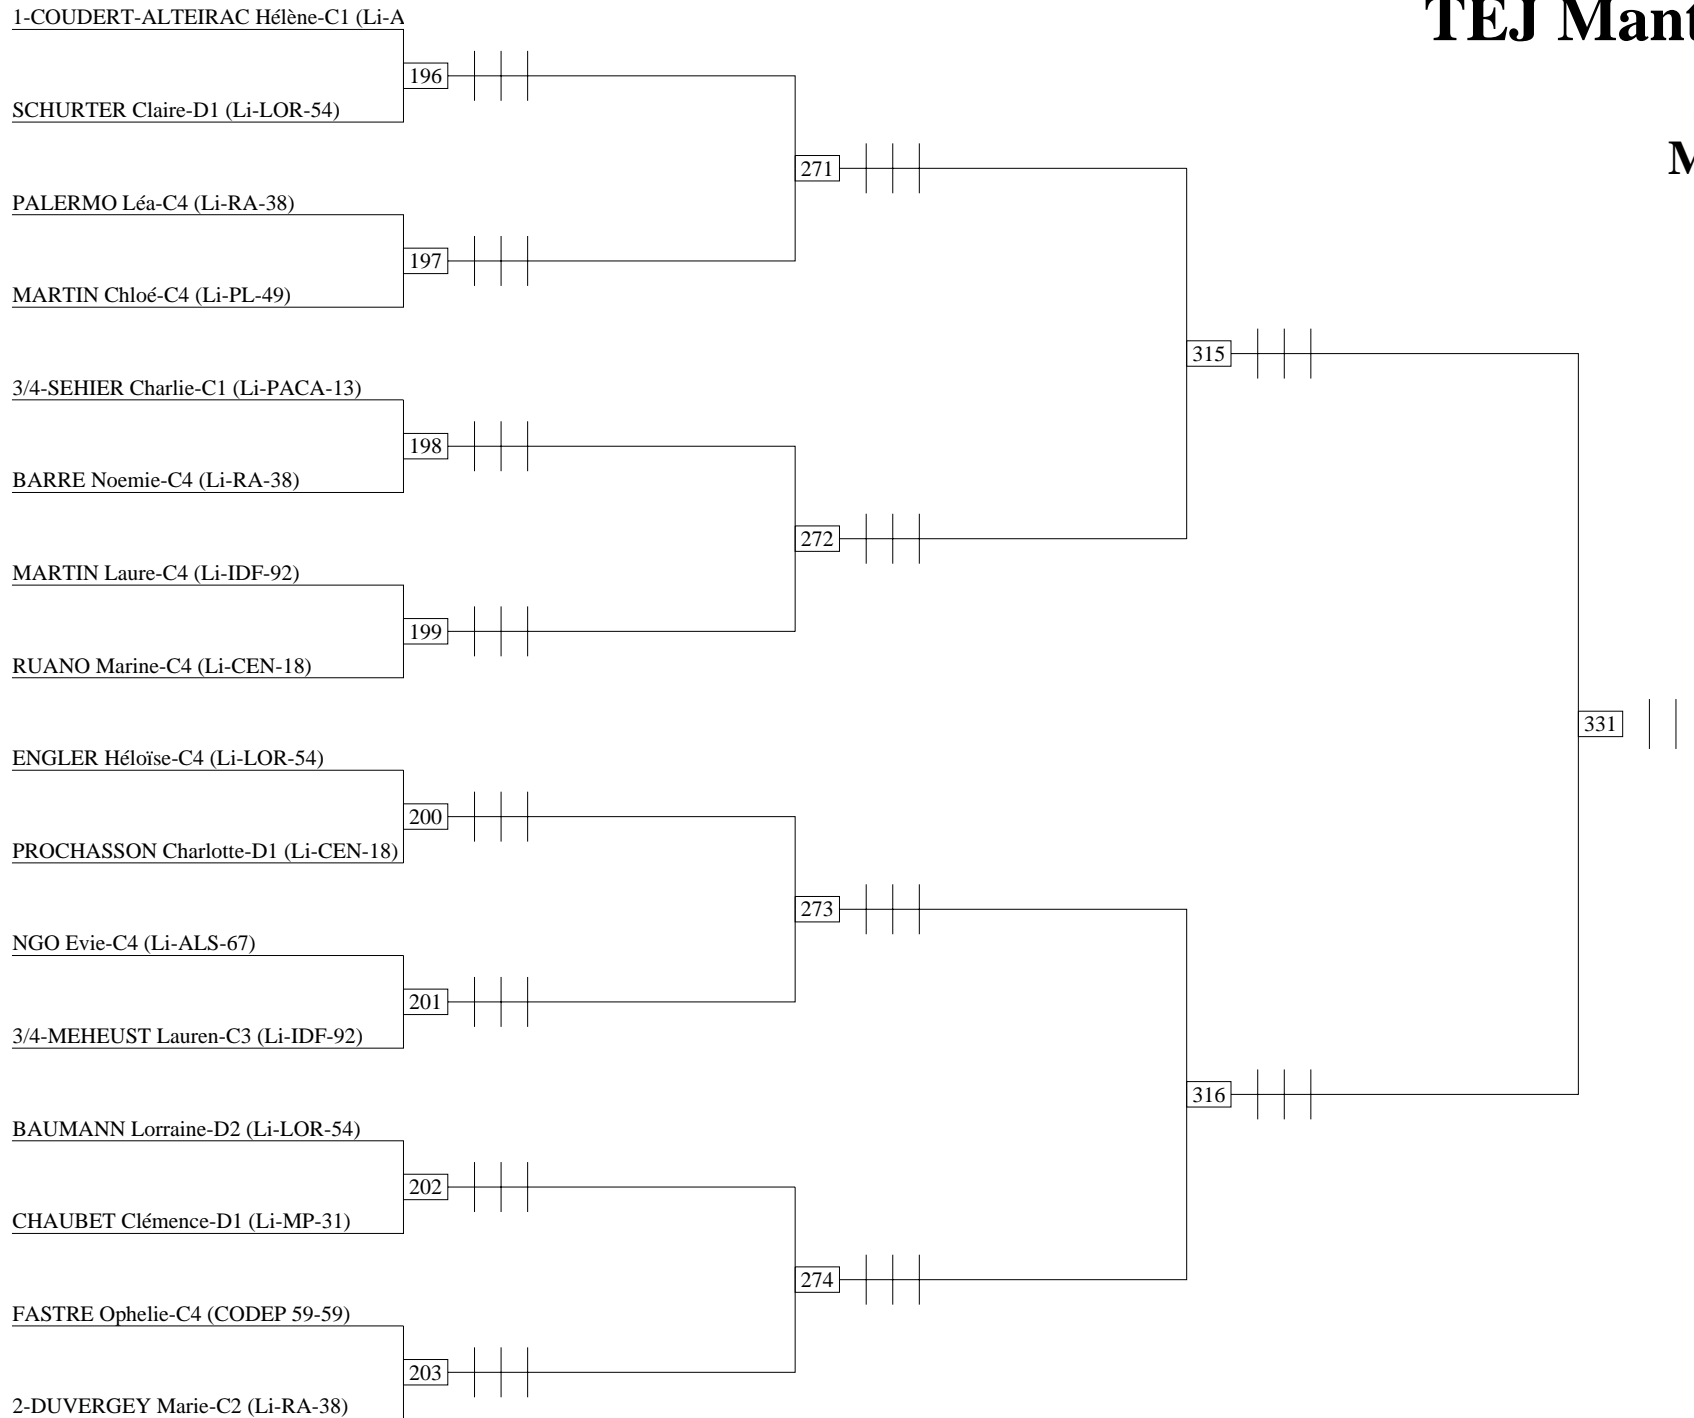 TEJ Mant
M
1-COUDERT-ALTEIRAC Hélène-C1 (Li-A
196
SCHURTER Claire-D1 (Li-LOR-54)
271
PALERMO Léa-C4 (Li-RA-38)
197
MARTIN Chloé-C4 (Li-PL-49)
315
3/4-SEHIER Charlie-C1 (Li-PACA-13)
198
BARRE Noemie-C4 (Li-RA-38)
272
MARTIN Laure-C4 (Li-IDF-92)
199
RUANO Marine-C4 (Li-CEN-18)
331
ENGLER Héloïse-C4 (Li-LOR-54)
200
PROCHASSON Charlotte-D1 (Li-CEN-18)
273
NGO Evie-C4 (Li-ALS-67)
201
3/4-MEHEUST Lauren-C3 (Li-IDF-92)
316
BAUMANN Lorraine-D2 (Li-LOR-54)
202
CHAUBET Clémence-D1 (Li-MP-31)
274
FASTRE Ophelie-C4 (CODEP 59-59)
203
2-DUVERGEY Marie-C2 (Li-RA-38)